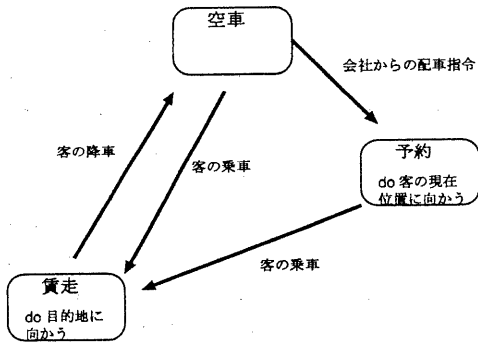 空車
会社からの配車指令
客の降車
客の乗車
予約
do 客の現在
位置に向かう
客の乗車
賃走
do 目的地に
向かう